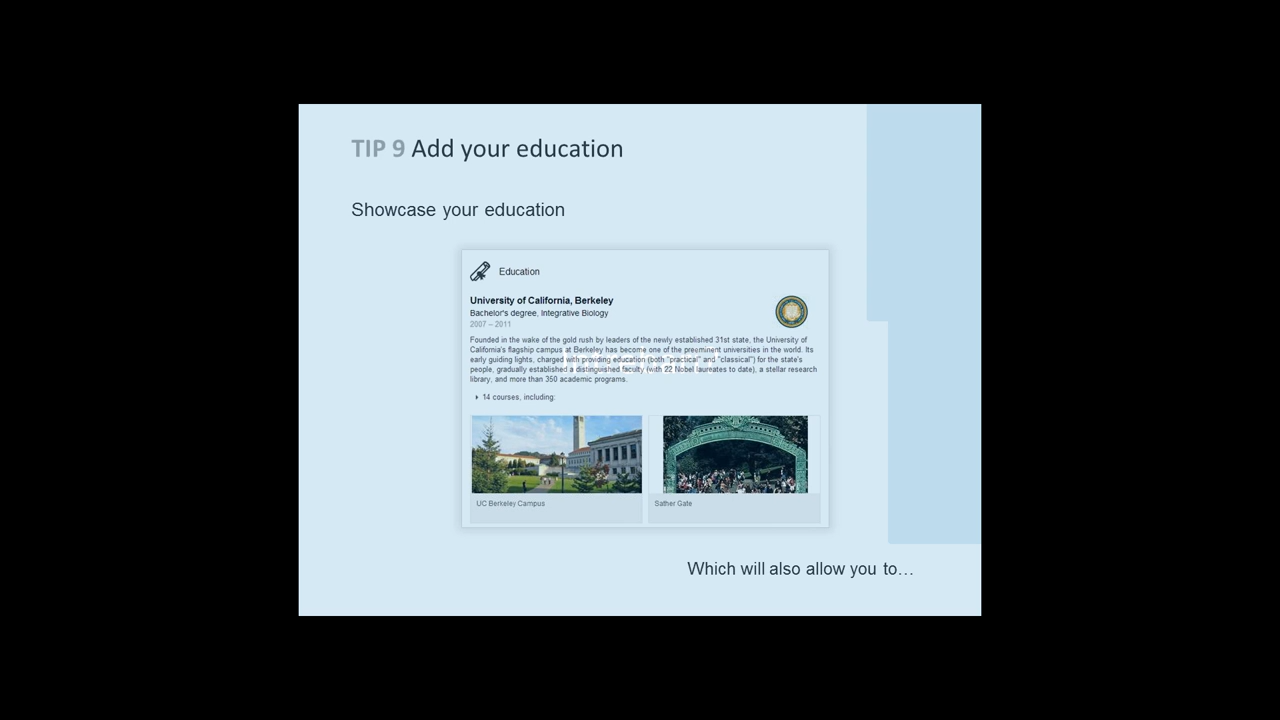 TIP 9 Add your education
Showcase your education
Education
University of California, Berkeley
Bachelor's degree, Integrative Biology
2007 – 2011
Founded in the wake of the gold rush by leaders of the newly established 31st state, the University of
California's flagship campus at Berkeley has become one of the preeminent universities in the world. Its
early guiding lights, charged with providing education (both "practical" and "classical") for the state's
people, gradually established a distinguished faculty (with 22 Nobel laureates to date), a stellar research
library, and more than 350 academic programs.
14 courses, including:
UC Berkeley Campus
Sather Gate
Which will also allow you to…